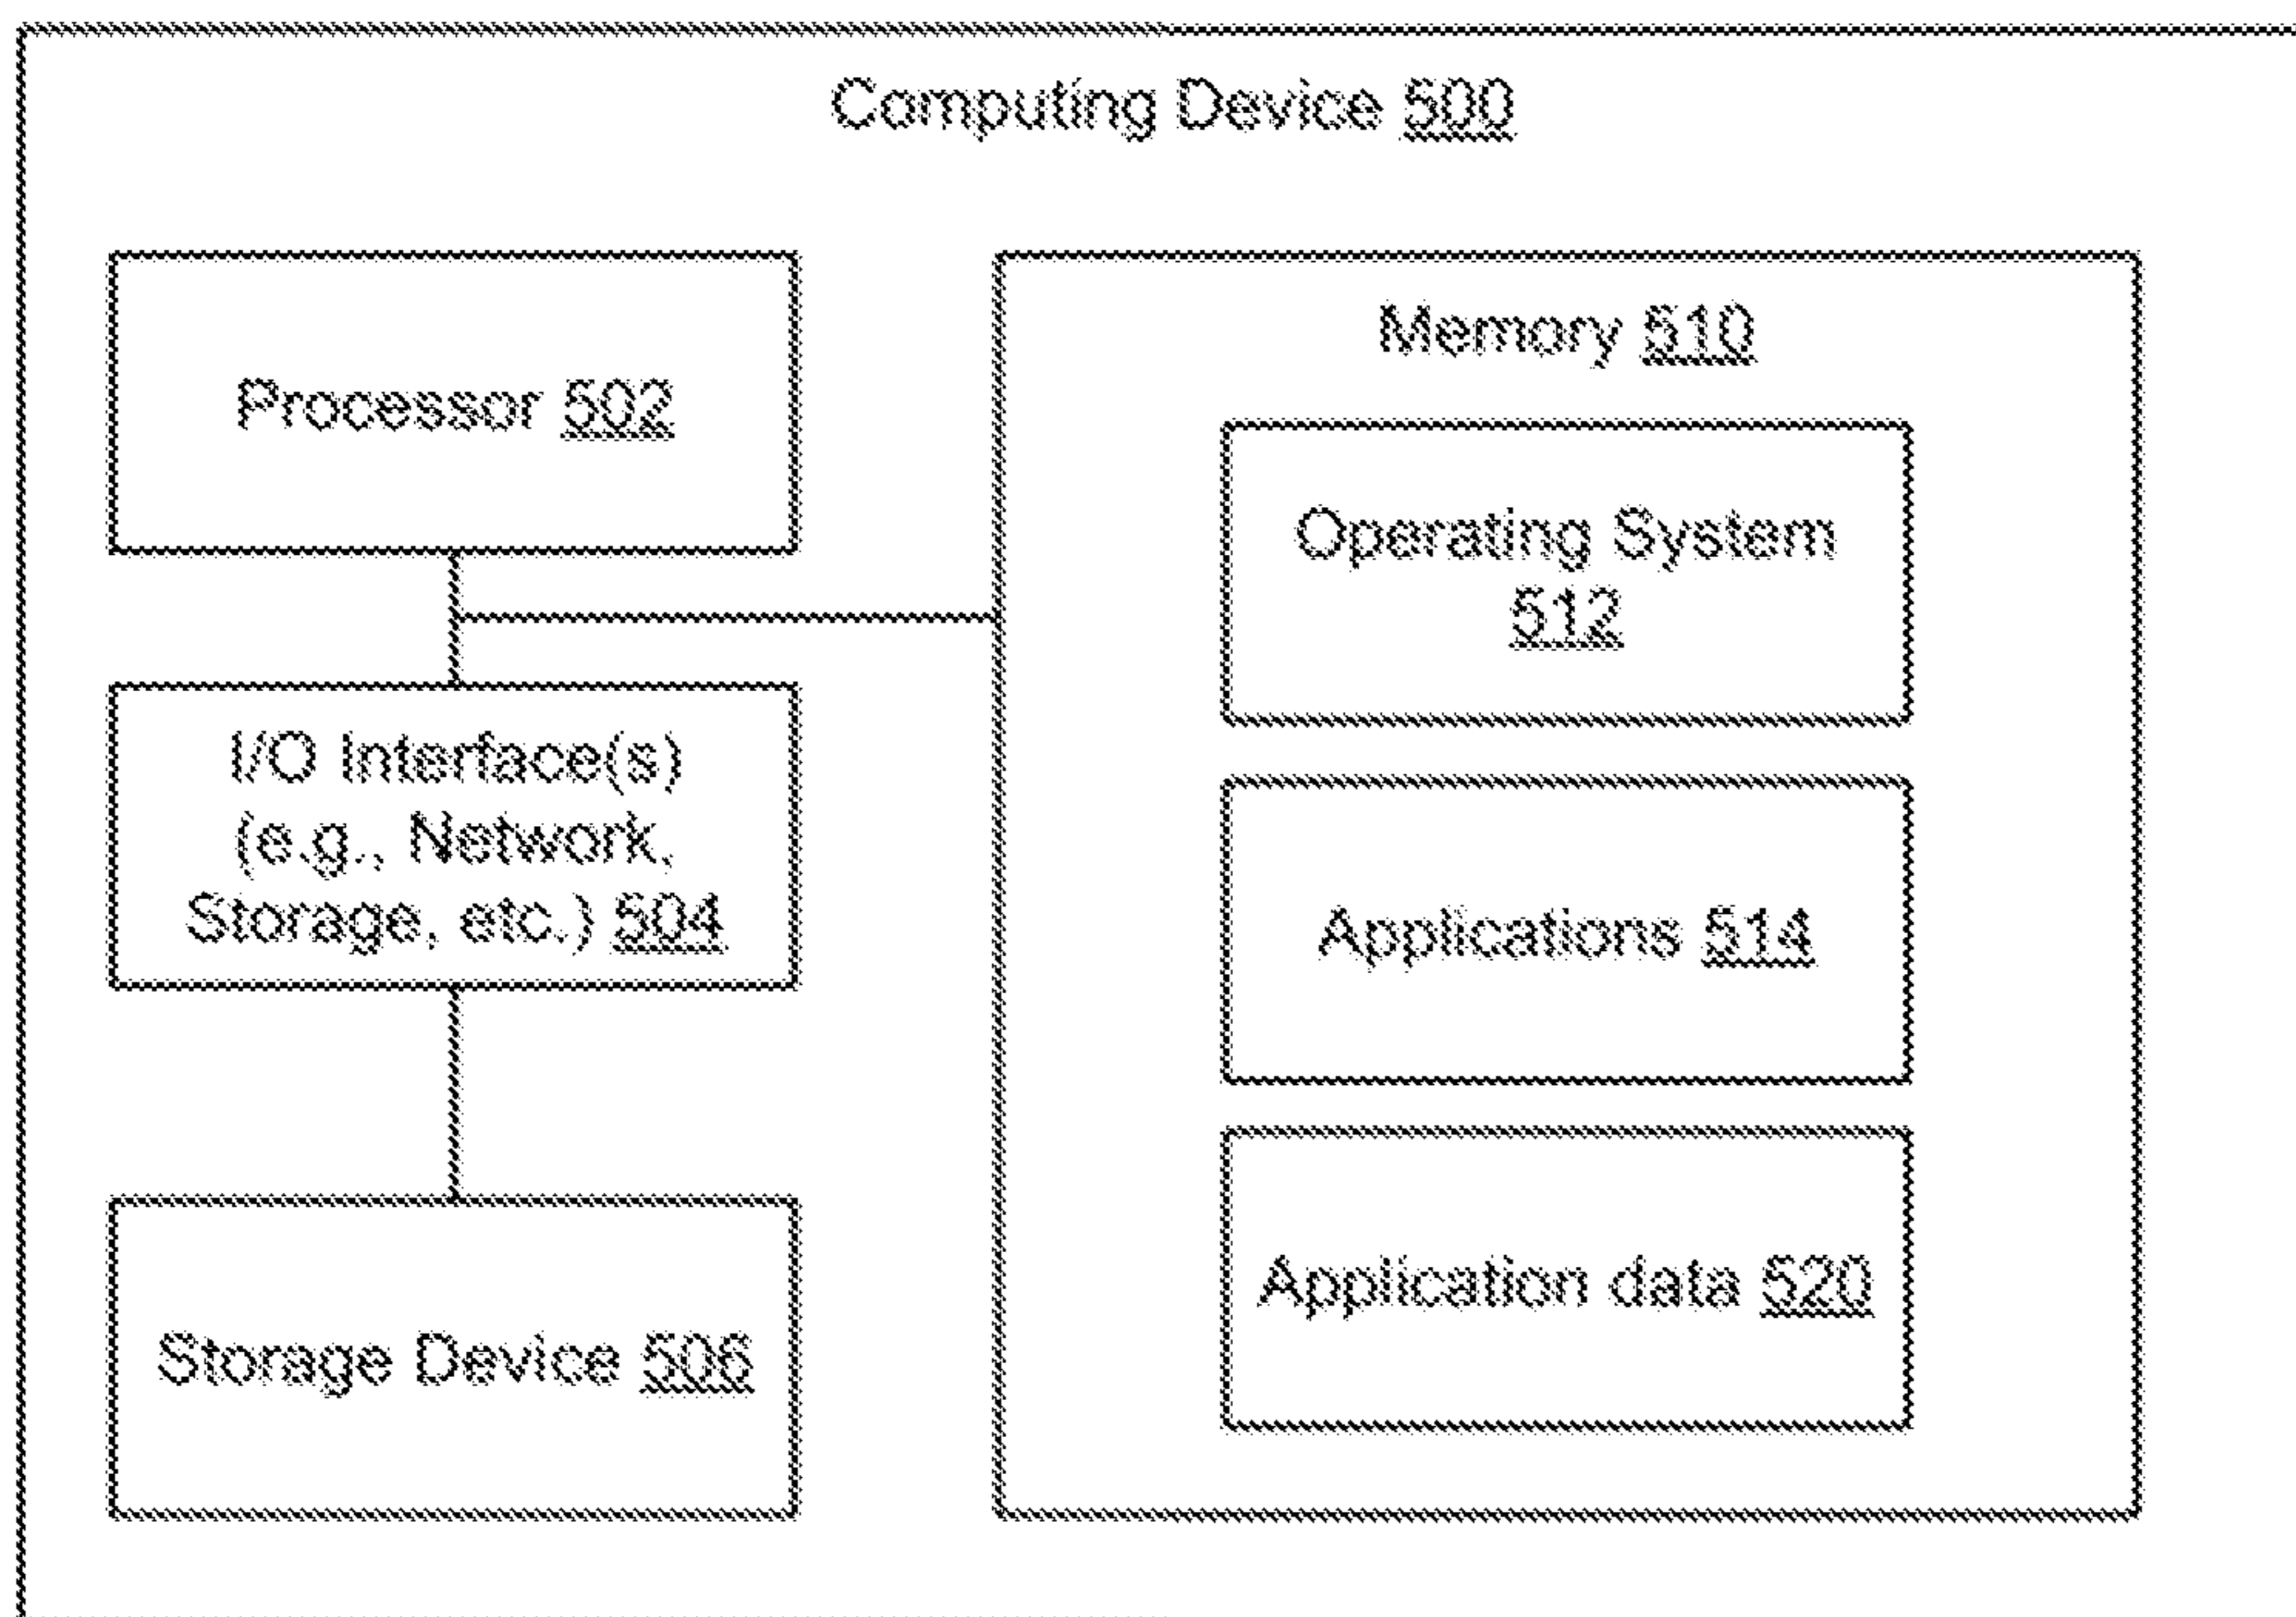 Computing Device 500
Processor 502
I/O Interface(s)
(e.g., Network,
Storage, etc.) 504
Storage Device 506
Memory 510
Operating System
512
Applications 514
Application data 520